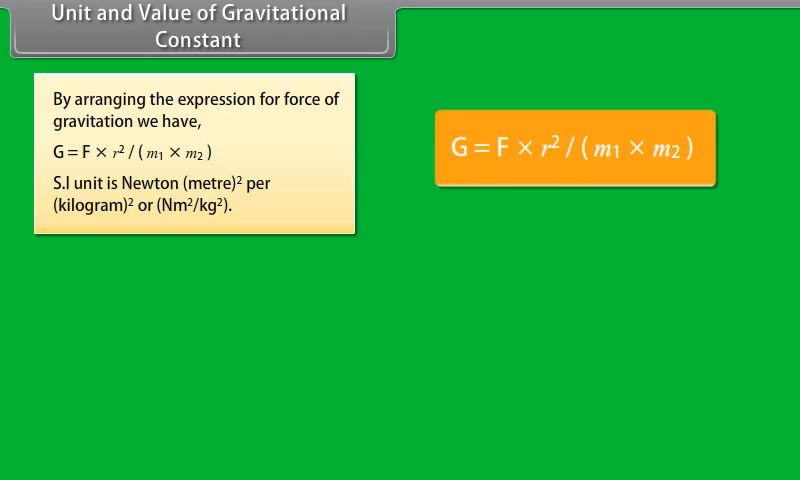 Unit and Value of Gravitational
Constant
By arranging the expression for force of
gravitation we have,
G = F × r² / ( m₁ × m₂ )
S.I unit is Newton (metre)² per
(kilogram)² or (Nm²/kg²).
G = F × r² / ( m₁ × m₂ )